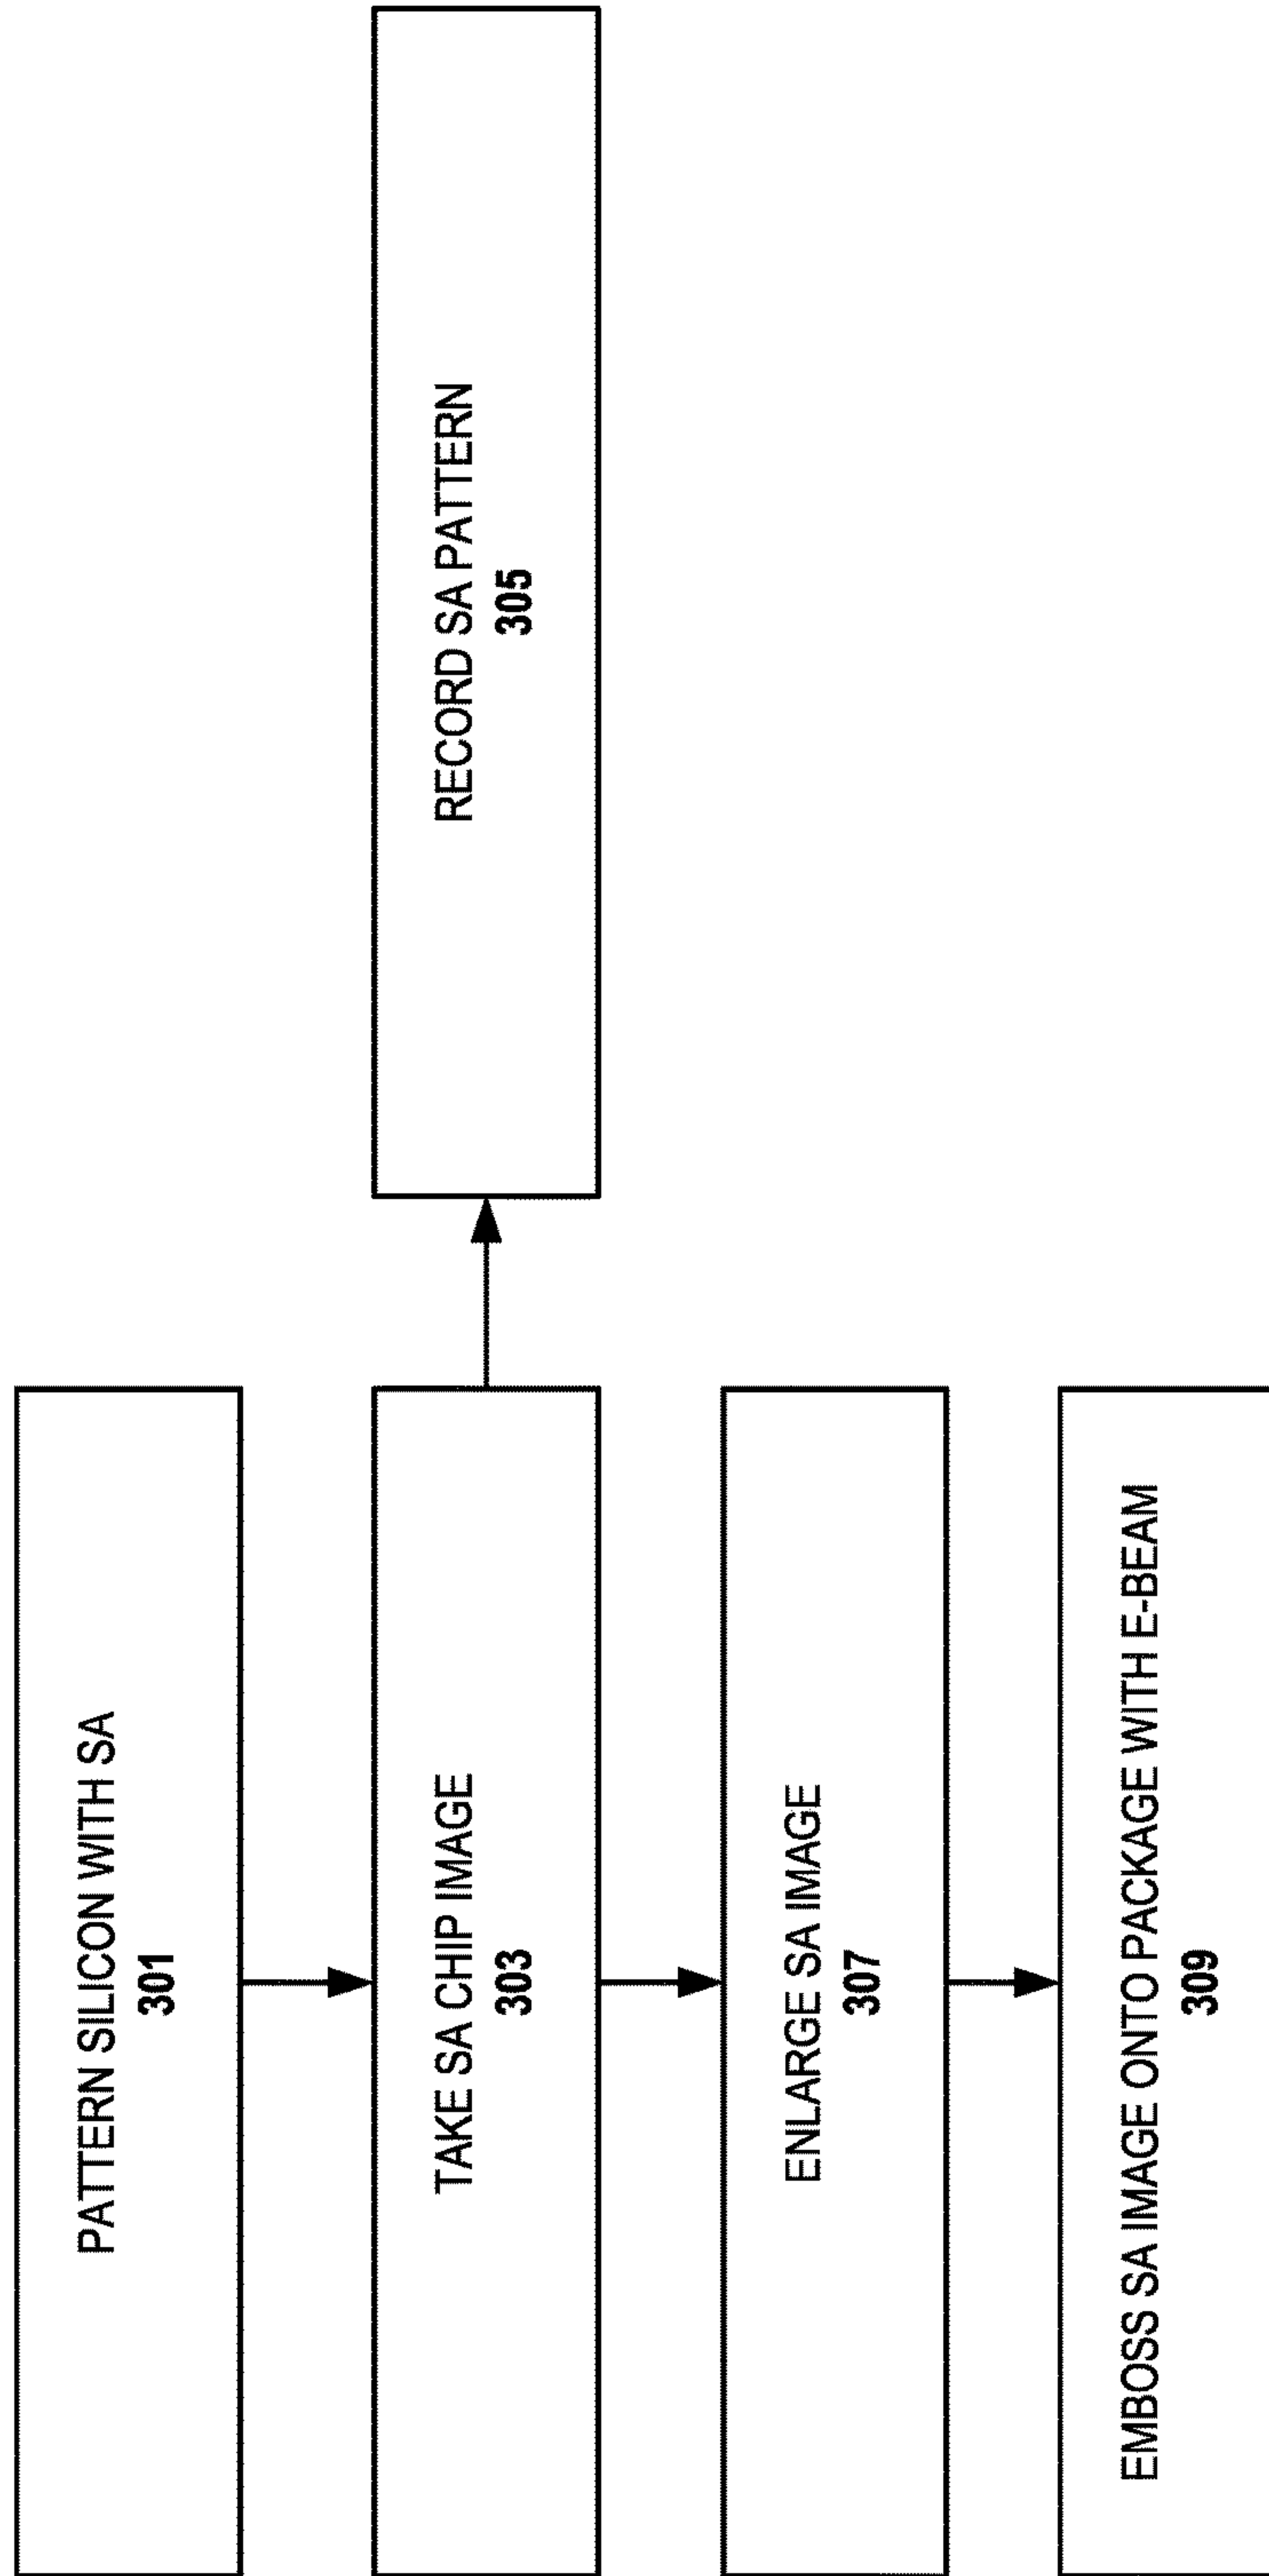 PATTERN SILICON WITH SA
301
TAKE SA CHIP IMAGE
303
RECORD SA PATTERN
305
ENLARGE SA IMAGE
307
EMBOSS SA IMAGE ONTO PACKAGE WITH E-BEAM
309